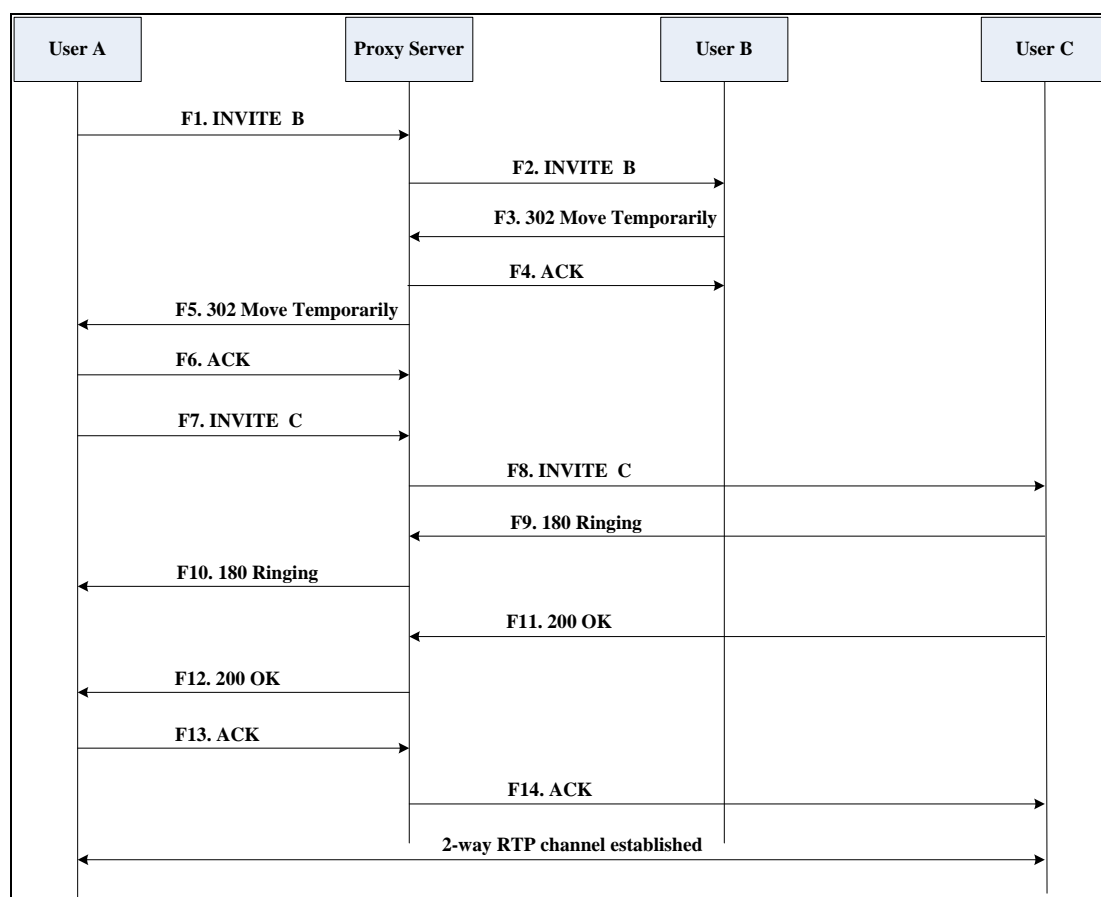 User A
Proxy Server
User B
User C
F1. INVITE B
F2. INVITE B
F3. 302 Move Temporarily
F4. ACK
F5. 302 Move Temporarily
F6. ACK
F7. INVITE C
F8. INVITE C
F9. 180 Ringing
F10. 180 Ringing
F11. 200 OK
F12. 200 OK
F13. ACK
F14. ACK
2-way RTP channel established